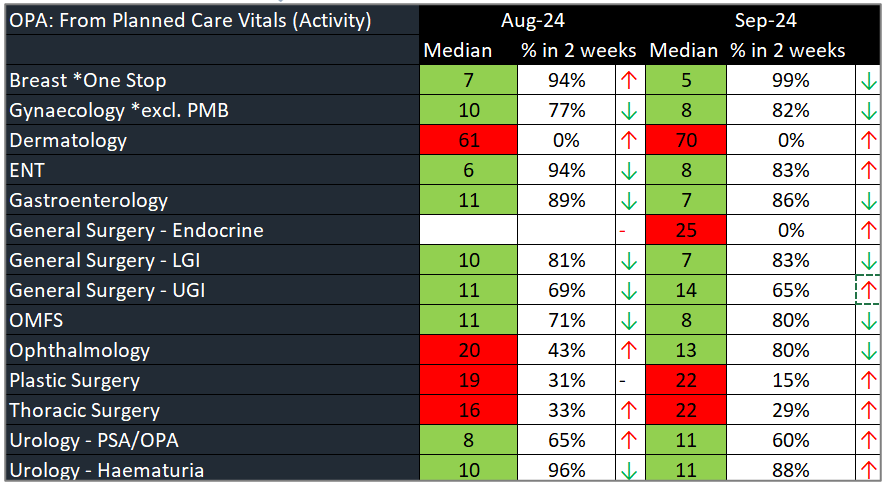 OPA: From Planned Care Vitals (Activity) Aug-24 Sep-24
Median % in 2 weeks Median % in 2 weeks
Breast *One Stop 7 94% ↑ 5 99% ↓
Gynaecology *excl. PMB 10 77% ↓ 8 82% ↓
Dermatology 61 0% ↑ 70 0% ↑
ENT 6 94% ↓ 8 83% ↑
Gastroenterology 11 89% ↓ 7 86% ↓
General Surgery - Endocrine - 25 0% ↑
General Surgery - LGI 10 81% ↓ 7 83% ↓
General Surgery - UGI 11 69% ↓ 14 65% ↑
OMFS 11 71% ↓ 8 80% ↓
Ophthalmology 20 43% ↑ 13 80% ↓
Plastic Surgery 19 31% - 22 15% ↑
Thoracic Surgery 16 33% ↑ 22 29% ↑
Urology - PSA/OPA 8 65% ↑ 11 60% ↑
Urology - Haematuria 10 96% ↓ 11 88% ↑